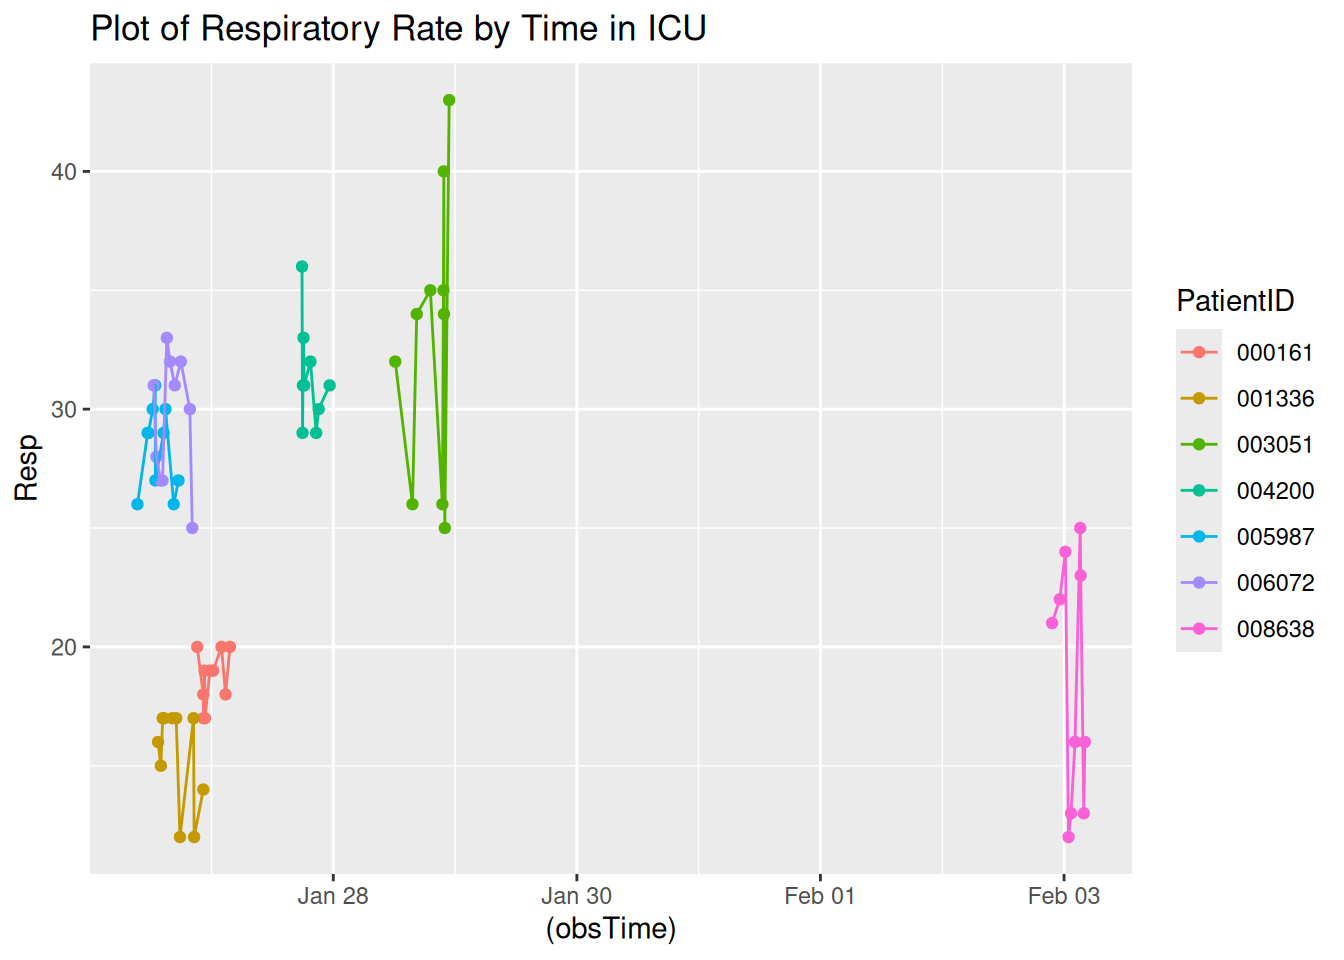 Plot of Respiratory Rate by Time in ICU
40
30
20
Resp
Jan 28
Jan 30
Feb 01
Feb 03
(obsTime)
PatientID
000161
001336
003051
004200
005987
006072
008638